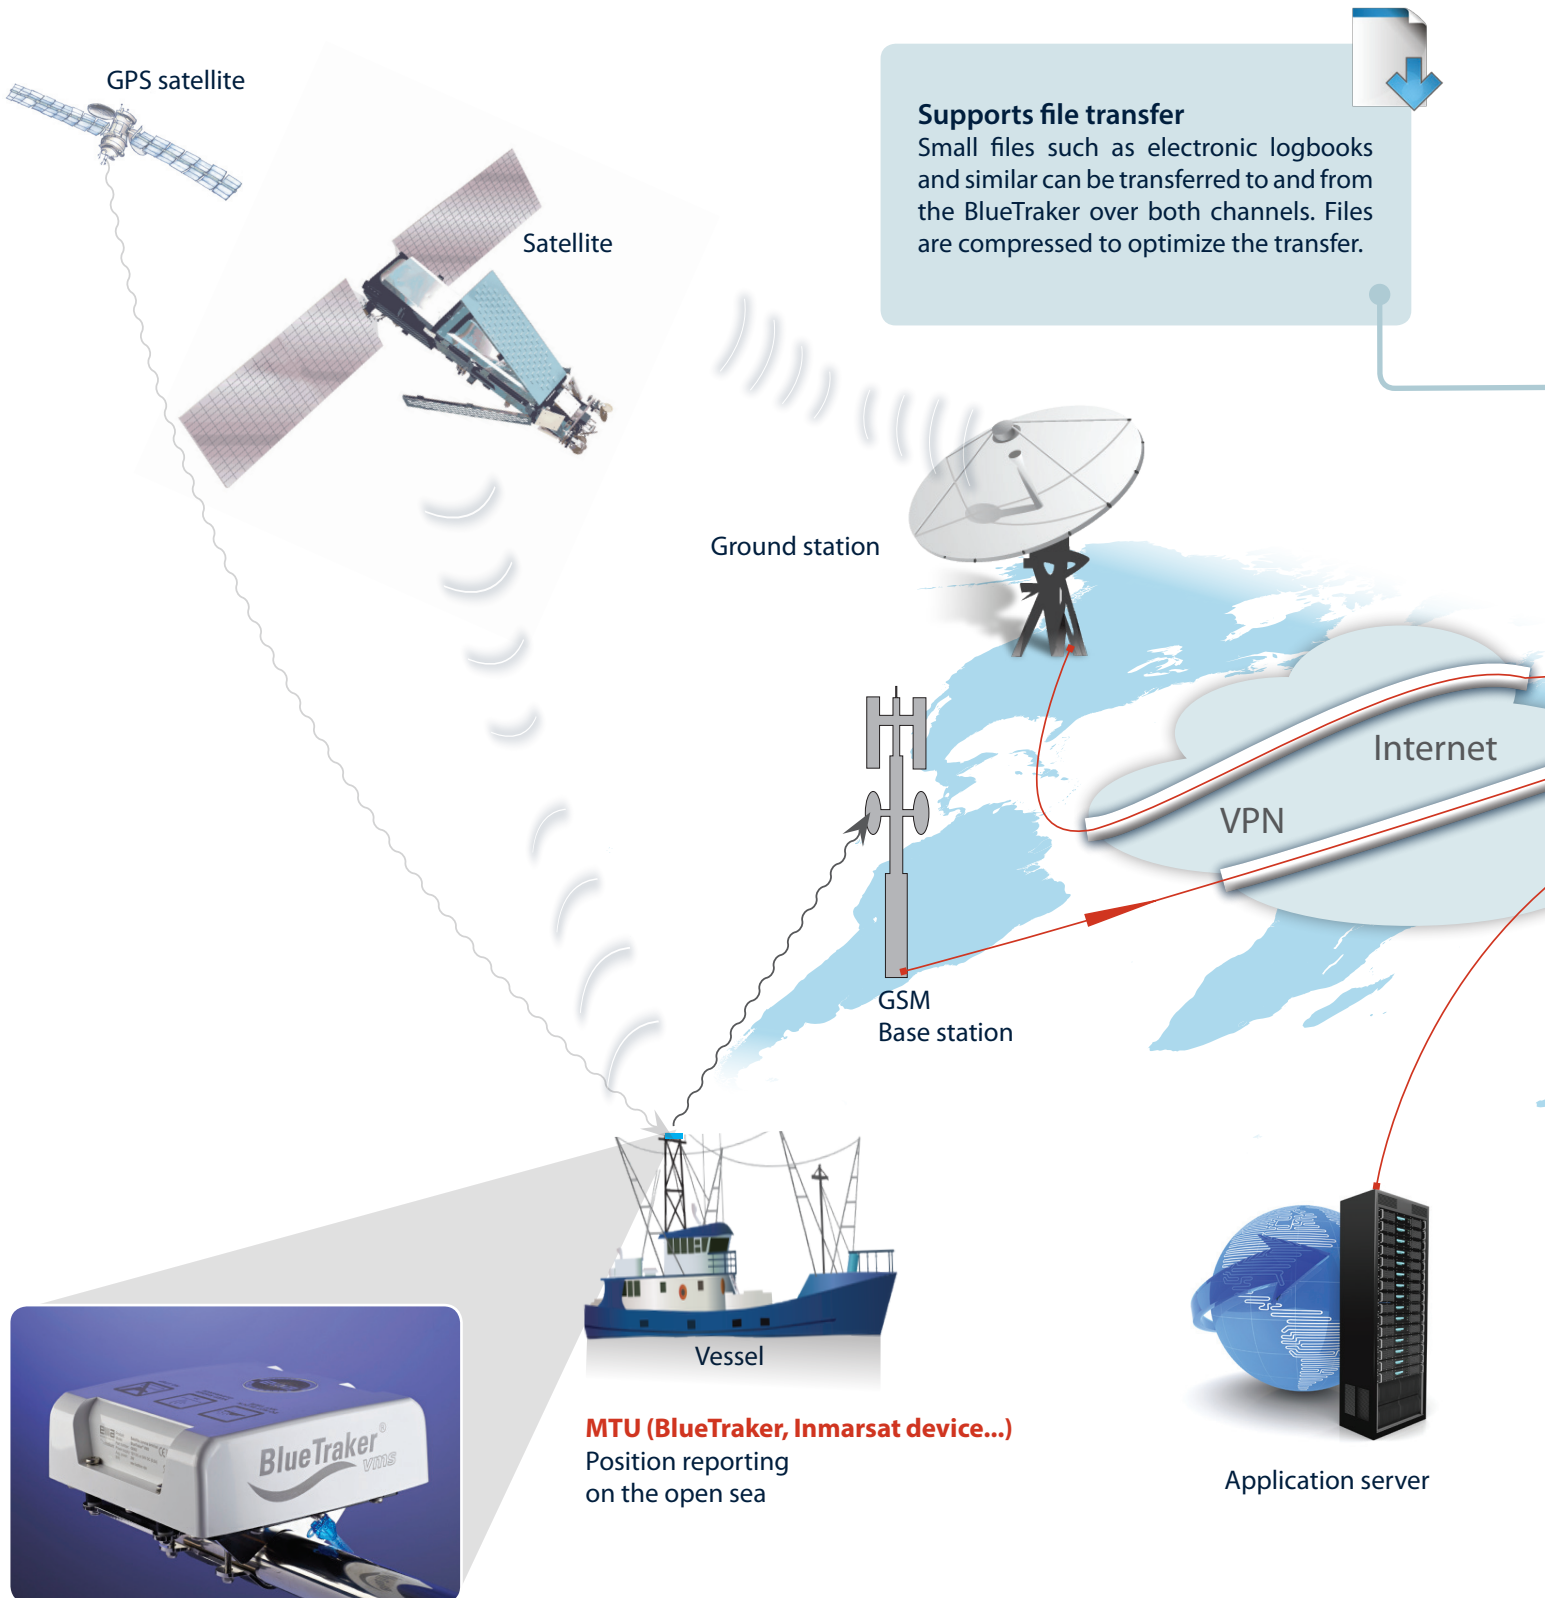 GPS satellite
Satellite
Supports file transfer
Small files such as electronic logbooks
and similar can be transferred to and from
the BlueTraker over both channels. Files
are compressed to optimize the transfer.
Ground station
Internet
VPN
GSM
Base station
Vessel
MTU (BlueTraker, Inmarsat device...)
Position reporting
on the open sea
BlueTraker®
vms
Application server